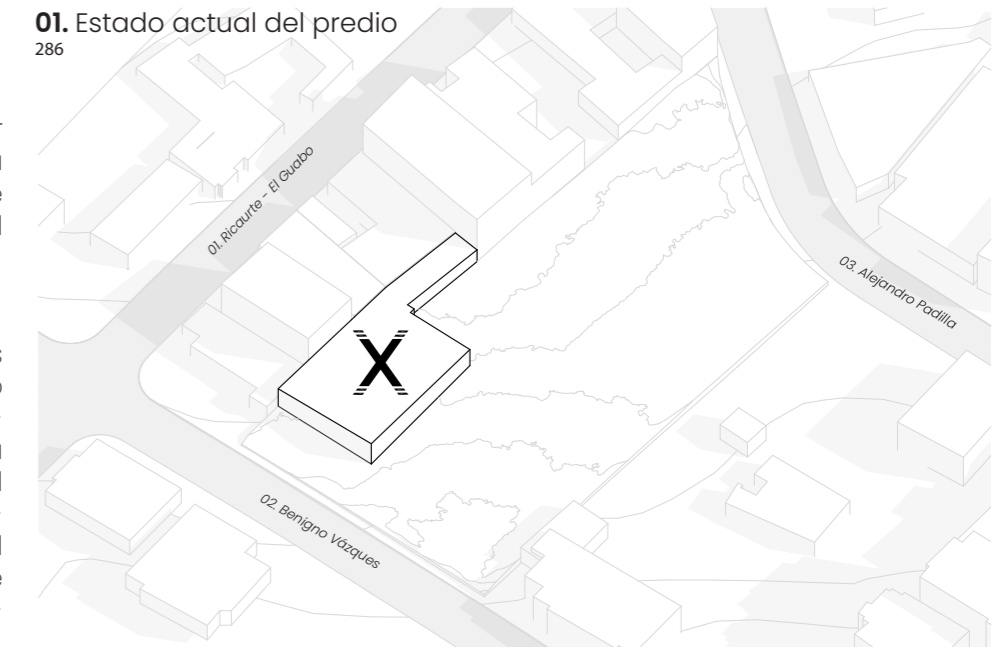 01. Estado actual del predio
286
01. Ricaurte - El Guabo
03. Alejandro Padilla
X
02. Benigno Vázques